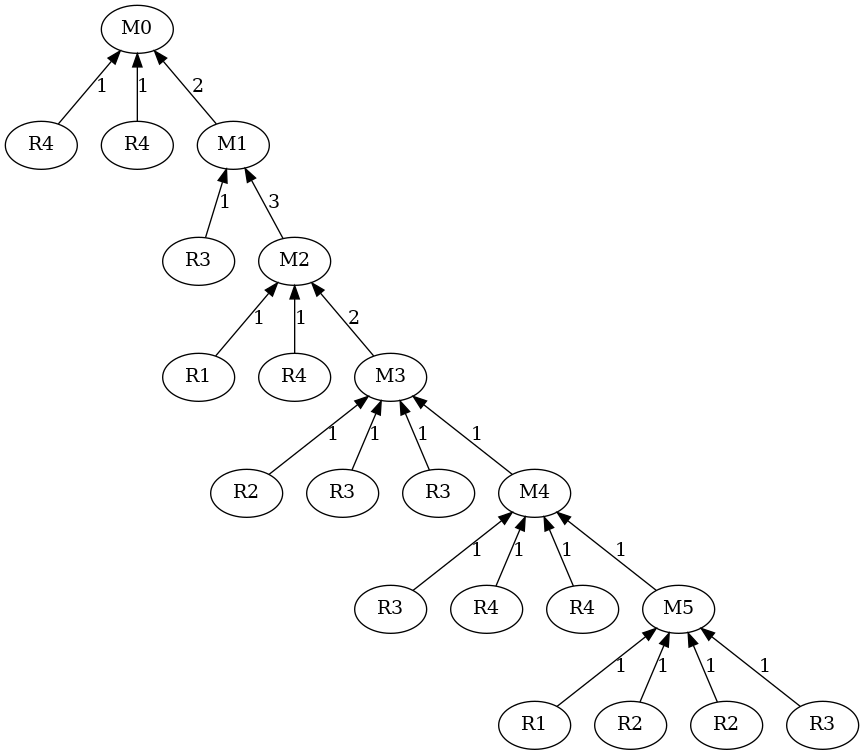 M0
1 1 2
R4 R4 M1
1 3
R3 M2
1 1 2
R1 R4 M3
1 1 1 1
R2 R3 R3 M4
1 1 1 1
R3 R4 R4 M5
1 1 1 1
R1 R2 R2 R3